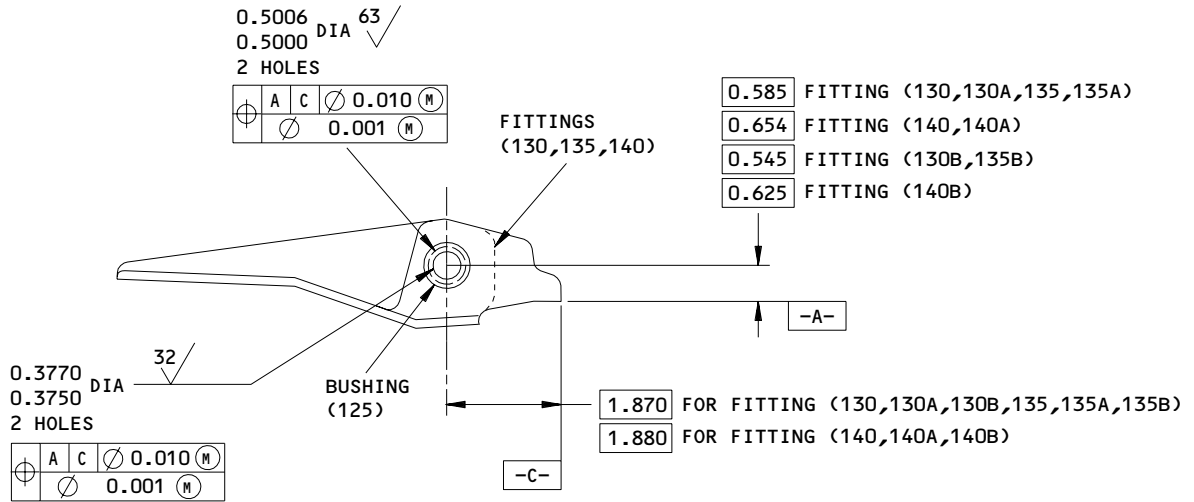 0.5006
0.5000 DIA 63
2 HOLES
A C ⌀ 0.010 Ⓜ
⌀ 0.001 Ⓜ
FITTINGS
(130,135,140)
0.585 FITTING (130,130A,135,135A)
0.654 FITTING (140,140A)
0.545 FITTING (130B,135B)
0.625 FITTING (140B)
-A-
32
0.3770
0.3750 DIA
2 HOLES
A C ⌀ 0.010 Ⓜ
⌀ 0.001 Ⓜ
BUSHING
(125)
1.870 FOR FITTING (130,130A,130B,135,135A,135B)
1.880 FOR FITTING (140,140A,140B)
-C-